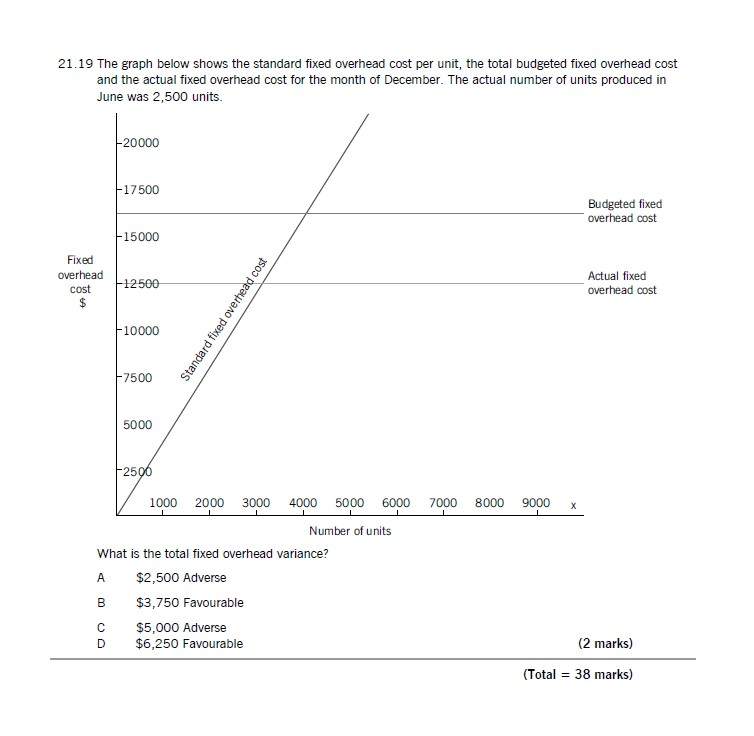 21.19 The graph below shows the standard fixed overhead cost per unit, the total budgeted fixed overhead cost
and the actual fixed overhead cost for the month of December. The actual number of units produced in
June was 2,500 units.
20000
17500
Budgeted fixed
overhead cost
15000
Fixed
overhead
cost
$
12500
Actual fixed
overhead cost
Standard fixed overhead cost
10000
7500
5000
2500
1000 2000 3000 4000 5000 6000 7000 8000 9000 x
Number of units
What is the total fixed overhead variance?
A $2,500 Adverse
B $3,750 Favourable
C $5,000 Adverse
D $6,250 Favourable (2 marks)
(Total = 38 marks)